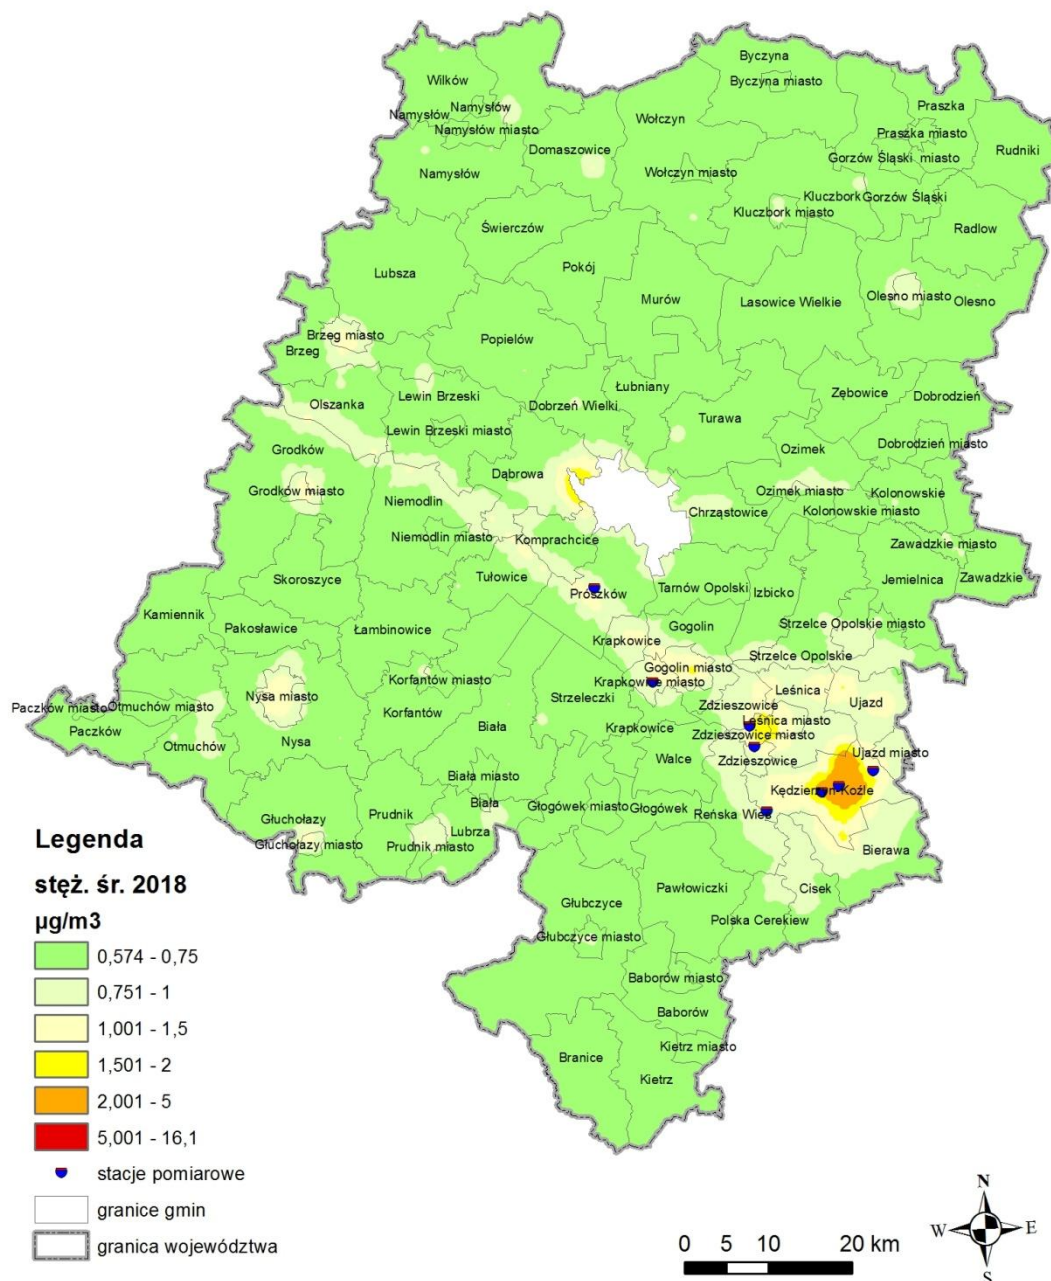 Byczyna
Byczyna miasto
Wilków
Namysłów
Namysłów
Namysłów miasto
Praszka
Praszka miasto
Wołczyn
Domaszowice
Gorzów Śląski miasto
Rudniki
Namysłów
Wołczyn miasto
Kluczbork
Gorzów Śląski
Kluczbork miasto
Świerczów
Radlow
Lubsza
Pokój
Murów
Lasowice Wielkie
Olesno miasto
Olesno
Brzeg miasto
Brzeg
Popielów
Łubniany
Olszanka
Lewin Brzeski
Dobrzeń Wielki
Turawa
Zębowice
Dobrodzień
Lewin Brzeski miasto
Grodków
Ozimek
Dobrodzień miasto
Dąbrowa
Grodków miasto
Niemodlin
Ozimek miasto
Kolonowskie
Chrząstowice
Kolonowskie miasto
Niemodlin miasto
Komprachcice
Zawadzkie miasto
Skoroszyce
Tułowice
Prószków
Tarnów Opolski
Izbicko
Jemielnica
Zawadzkie
Kamiennik
Pakosławice
Łambinowice
Gogolin
Strzelce Opolskie miasto
Krapkowice
Strzelce Opolskie
Gogolin miasto
Nysa miasto
Korfantów miasto
Krapkowice miasto
Leśnica
Ujazd
Paczków miasto
Otmuchów miasto
Korfantów
Strzeleczki
Zdzieszowice
Leśnica miasto
Paczków
Otmuchów
Nysa
Biała
Krapkowice
Zdzieszowice miasto
Walce
Zdzieszowice
Ujazd miasto
Biała miasto
Kędzierzyn-Koźle
Głuchołazy
Prudnik
Biała
Głogówek miasto
Głogówek
Reńska Wieś
Głuchołazy miasto
Lubrza
Prudnik miasto
Bierawa
Pawłowiczki
Cisek
Głubczyce
Polska Cerekiew
Głubczyce miasto
Baborów miasto
Baborów
Kietrz miasto
Branice
Kietrz
Legenda
stęż. śr. 2018
µg/m3
0,574 - 0,75
0,751 - 1
1,001 - 1,5
1,501 - 2
2,001 - 5
5,001 - 16,1
stacje pomiarowe
granice gmin
granica województwa
0 5 10 20 km
N
W
E
S